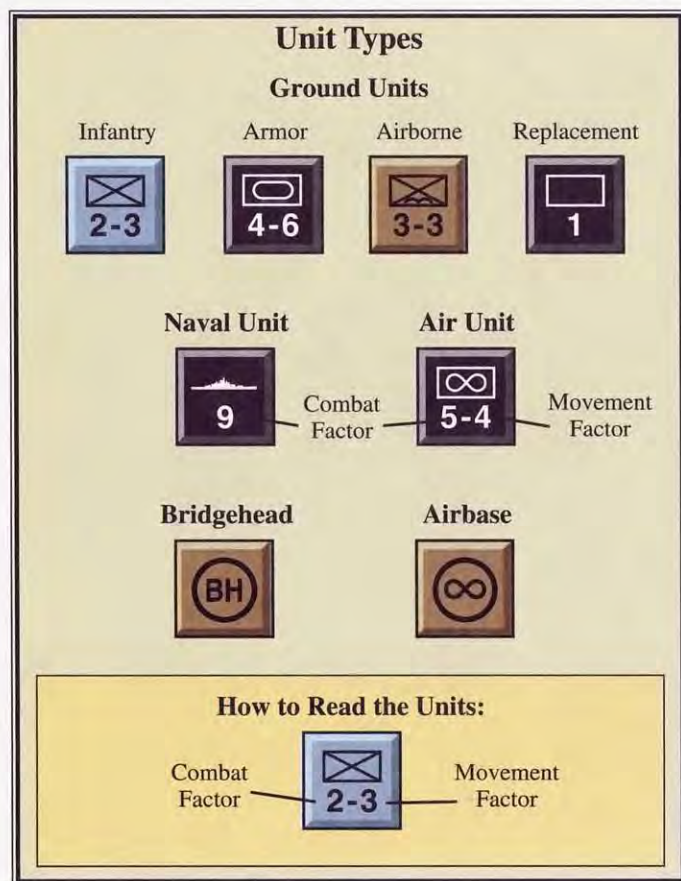 Unit Types
Ground Units
Infantry Armor Airborne Replacement
2-3 4-6 3-3 1
Naval Unit Air Unit
9 Combat Factor 5-4 Movement Factor
Bridgehead Airbase
BH
How to Read the Units:
Combat Factor 2-3 Movement Factor